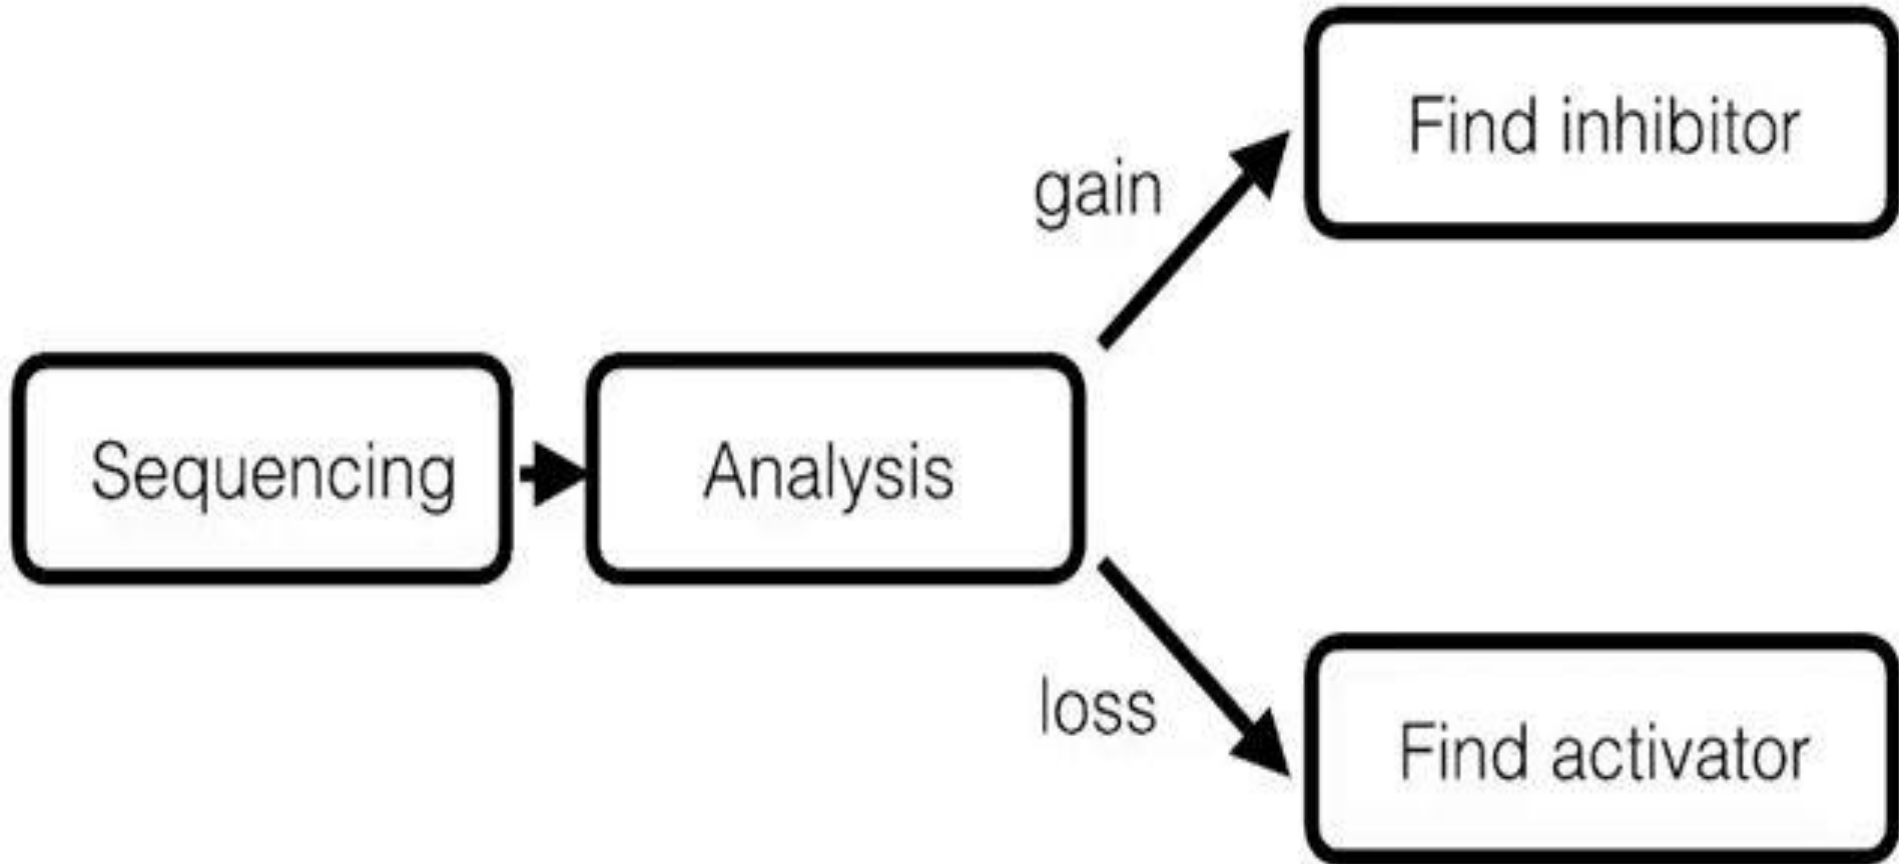 Sequencing
Analysis
gain
Find inhibitor
loss
Find activator